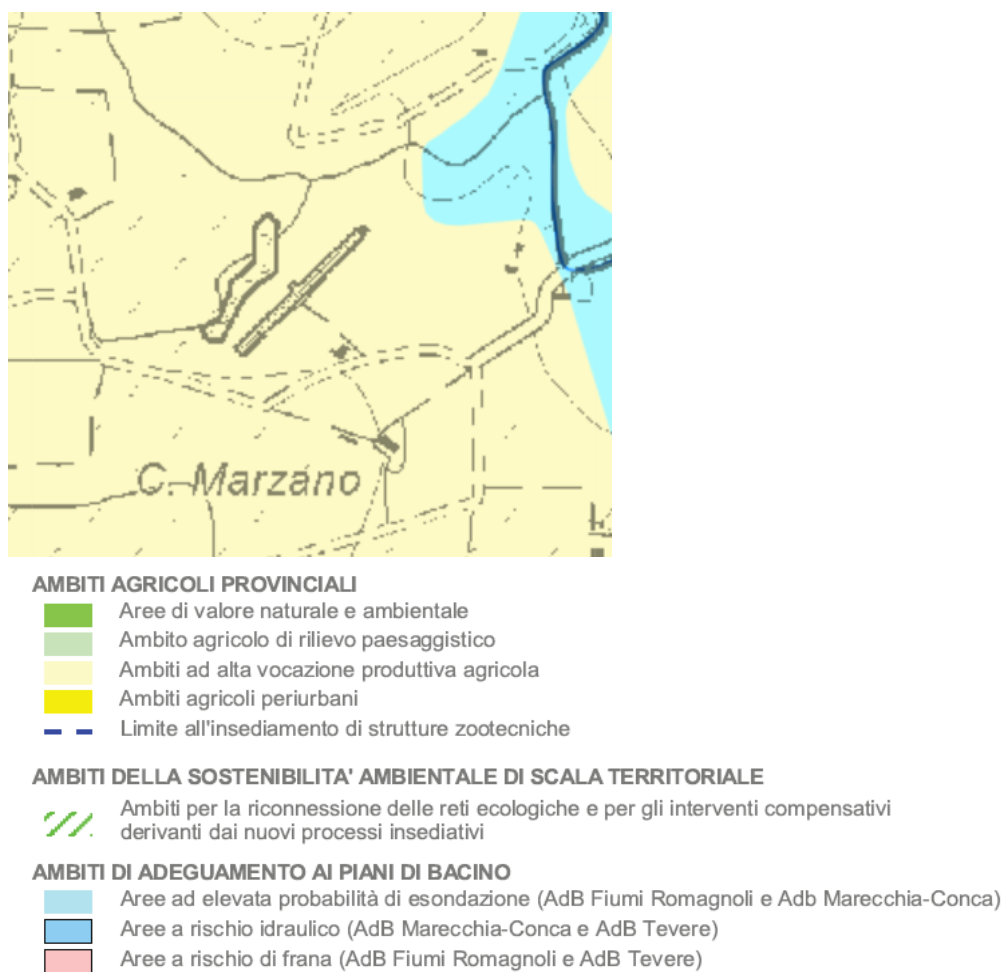 C. Marzano
AMBITI AGRICOLI PROVINCIALI
Aree di valore naturale e ambientale
Ambito agricolo di rilievo paesaggistico
Ambiti ad alta vocazione produttiva agricola
Ambiti agricoli periurbani
Limite all'insediamento di strutture zootecniche
AMBITI DELLA SOSTENIBILITA' AMBIENTALE DI SCALA TERRITORIALE
Ambiti per la riconnessione delle reti ecologiche e per gli interventi compensativi
derivanti dai nuovi processi insediativi
AMBITI DI ADEGUAMENTO AI PIANI DI BACINO
Aree ad elevata probabilità di esondazione (AdB Fiumi Romagnoli e Adb Marecchia-Conca)
Aree a rischio idraulico (AdB Marecchia-Conca e AdB Tevere)
Aree a rischio di frana (AdB Fiumi Romagnoli e AdB Tevere)